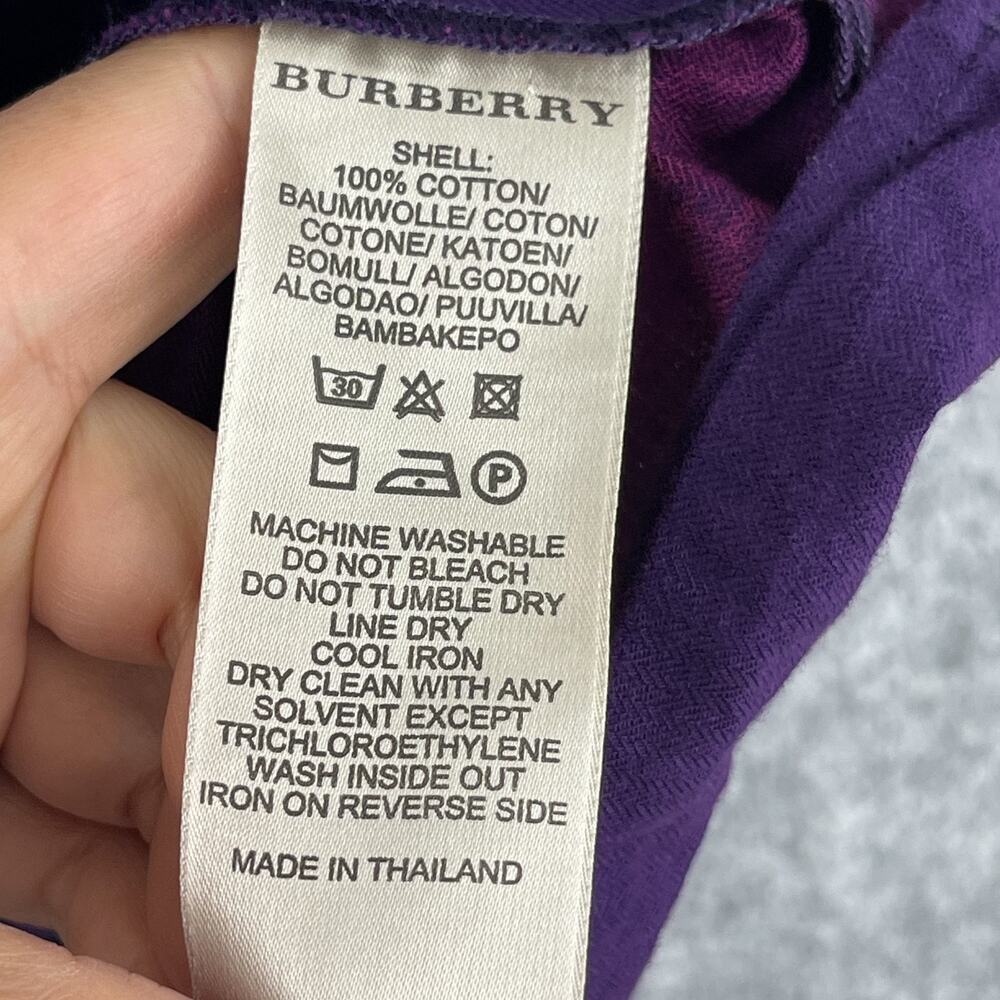 BURBERRY
SHELL:
100% COTTON/
BAUMWOLLE/ COTON/
COTONE/ KATOEN/
BOMULL/ ALGODON/
ALGODAO/ PUUVILLA/
BAMBAKEPO
30
P
MACHINE WASHABLE
DO NOT BLEACH
DO NOT TUMBLE DRY
LINE DRY
COOL IRON
DRY CLEAN WITH ANY
SOLVENT EXCEPT
TRICHLOROETHYLENE
WASH INSIDE OUT
IRON ON REVERSE SIDE
MADE IN THAILAND